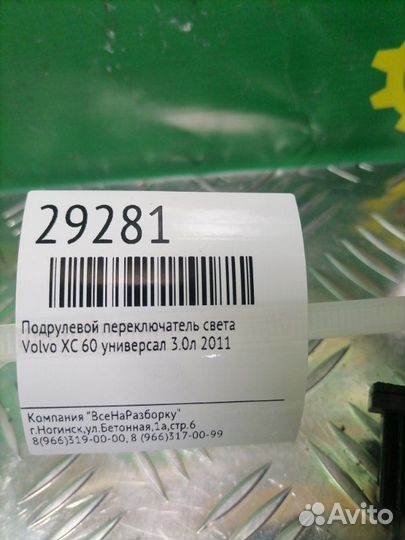 29281
Подрулевой переключатель света
Volvo XC 60 универсал 3.0л 2011
Компания "ВсеНаРазборку"
г.Ногинск,ул.Бетонная,1а,стр.6
8(966)319-00-00, 8 (966)317-00-99
Avito